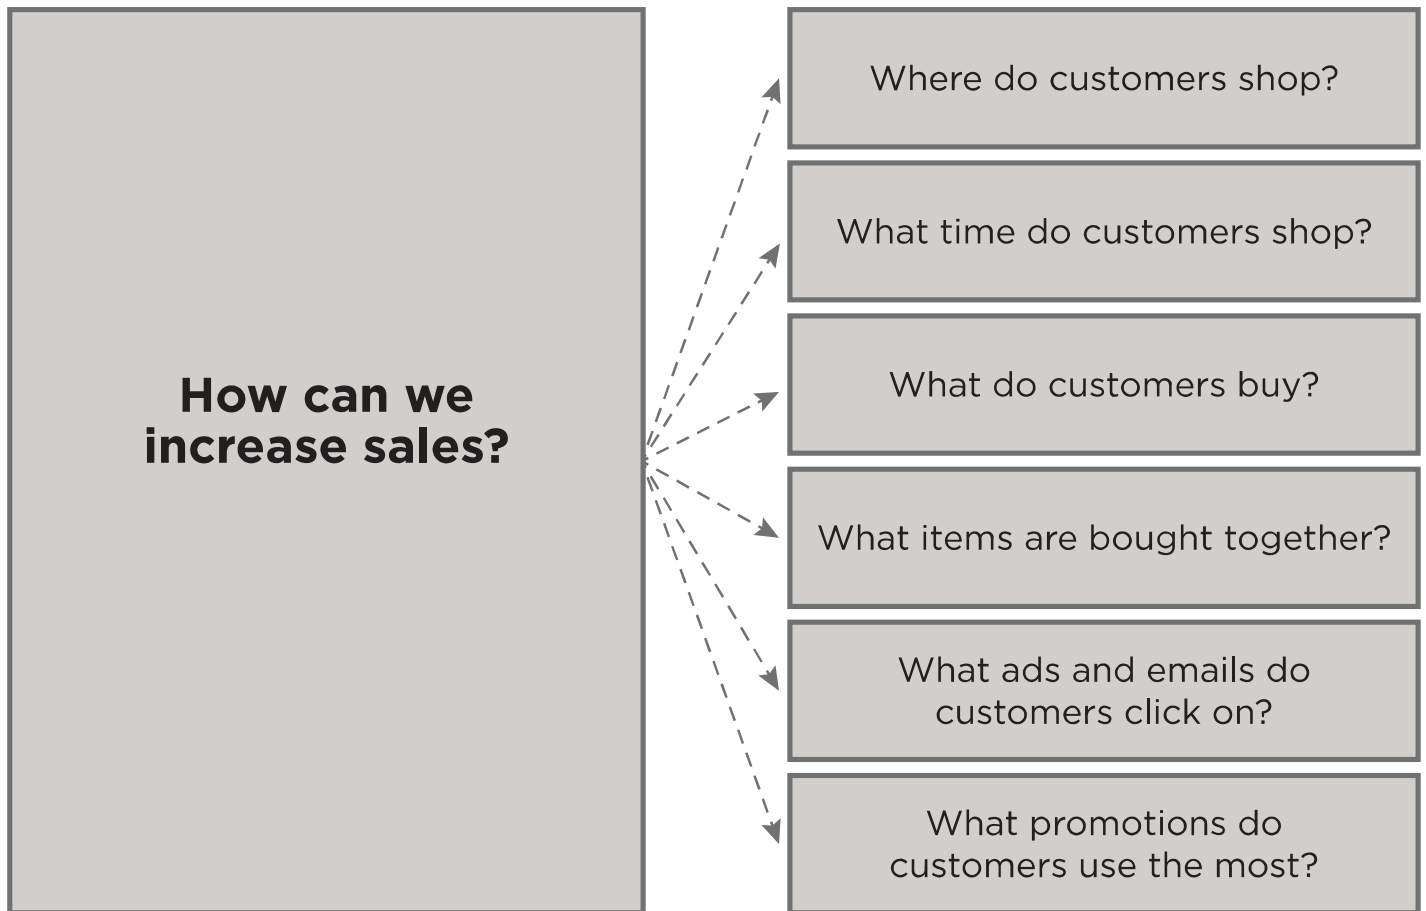 How can we
increase sales?
Where do customers shop?
What time do customers shop?
What do customers buy?
What items are bought together?
What ads and emails do
customers click on?
What promotions do
customers use the most?